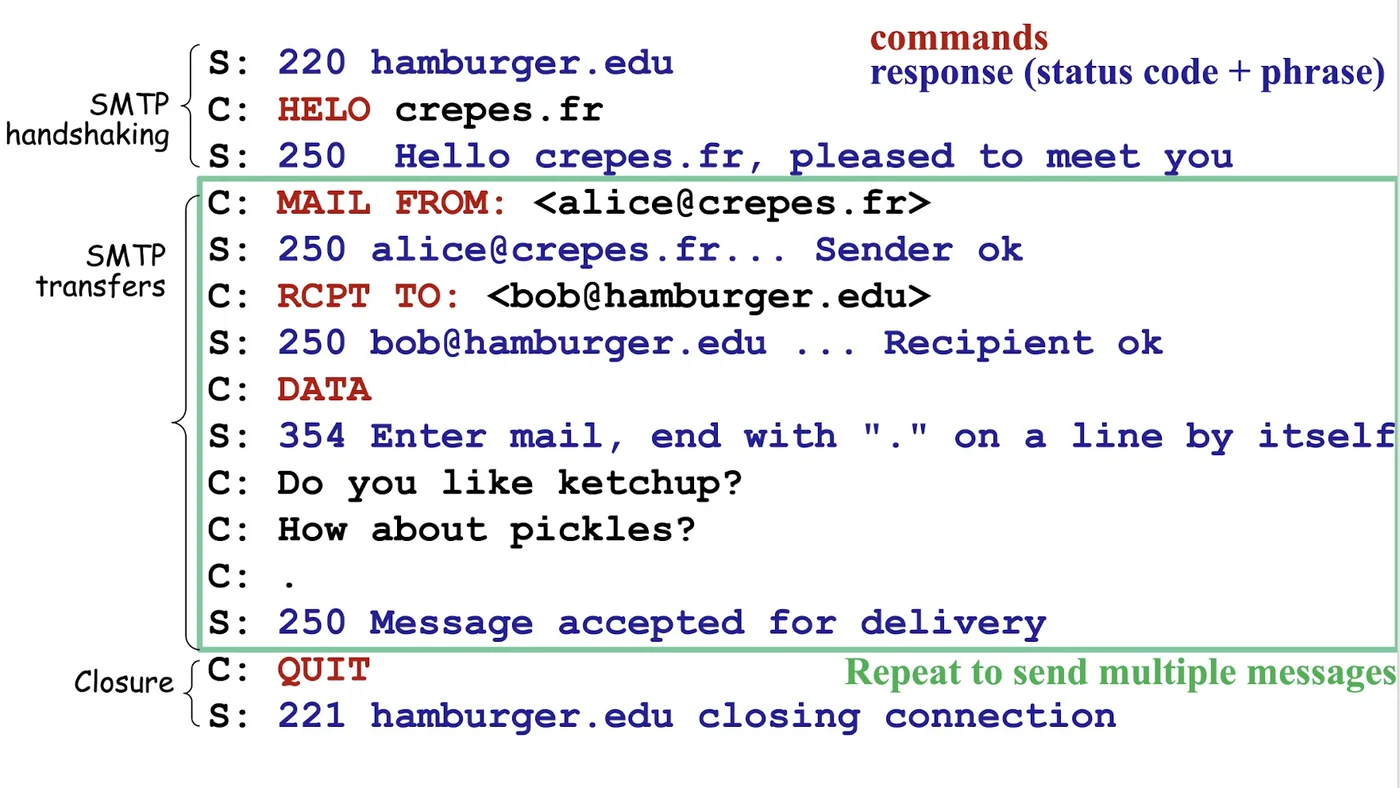 commands
response (status code + phrase)
SMTP
handshaking
S: 220 hamburger.edu
C: HELO crepes.fr
S: 250  Hello crepes.fr, pleased to meet you
SMTP
transfers
C: MAIL FROM: <alice@crepes.fr>
S: 250 alice@crepes.fr... Sender ok
C: RCPT TO: <bob@hamburger.edu>
S: 250 bob@hamburger.edu ... Recipient ok
C: DATA
S: 354 Enter mail, end with "." on a line by itself
C: Do you like ketchup?
C: How about pickles?
C: .
S: 250 Message accepted for delivery
Closure
C: QUIT
S: 221 hamburger.edu closing connection
Repeat to send multiple messages